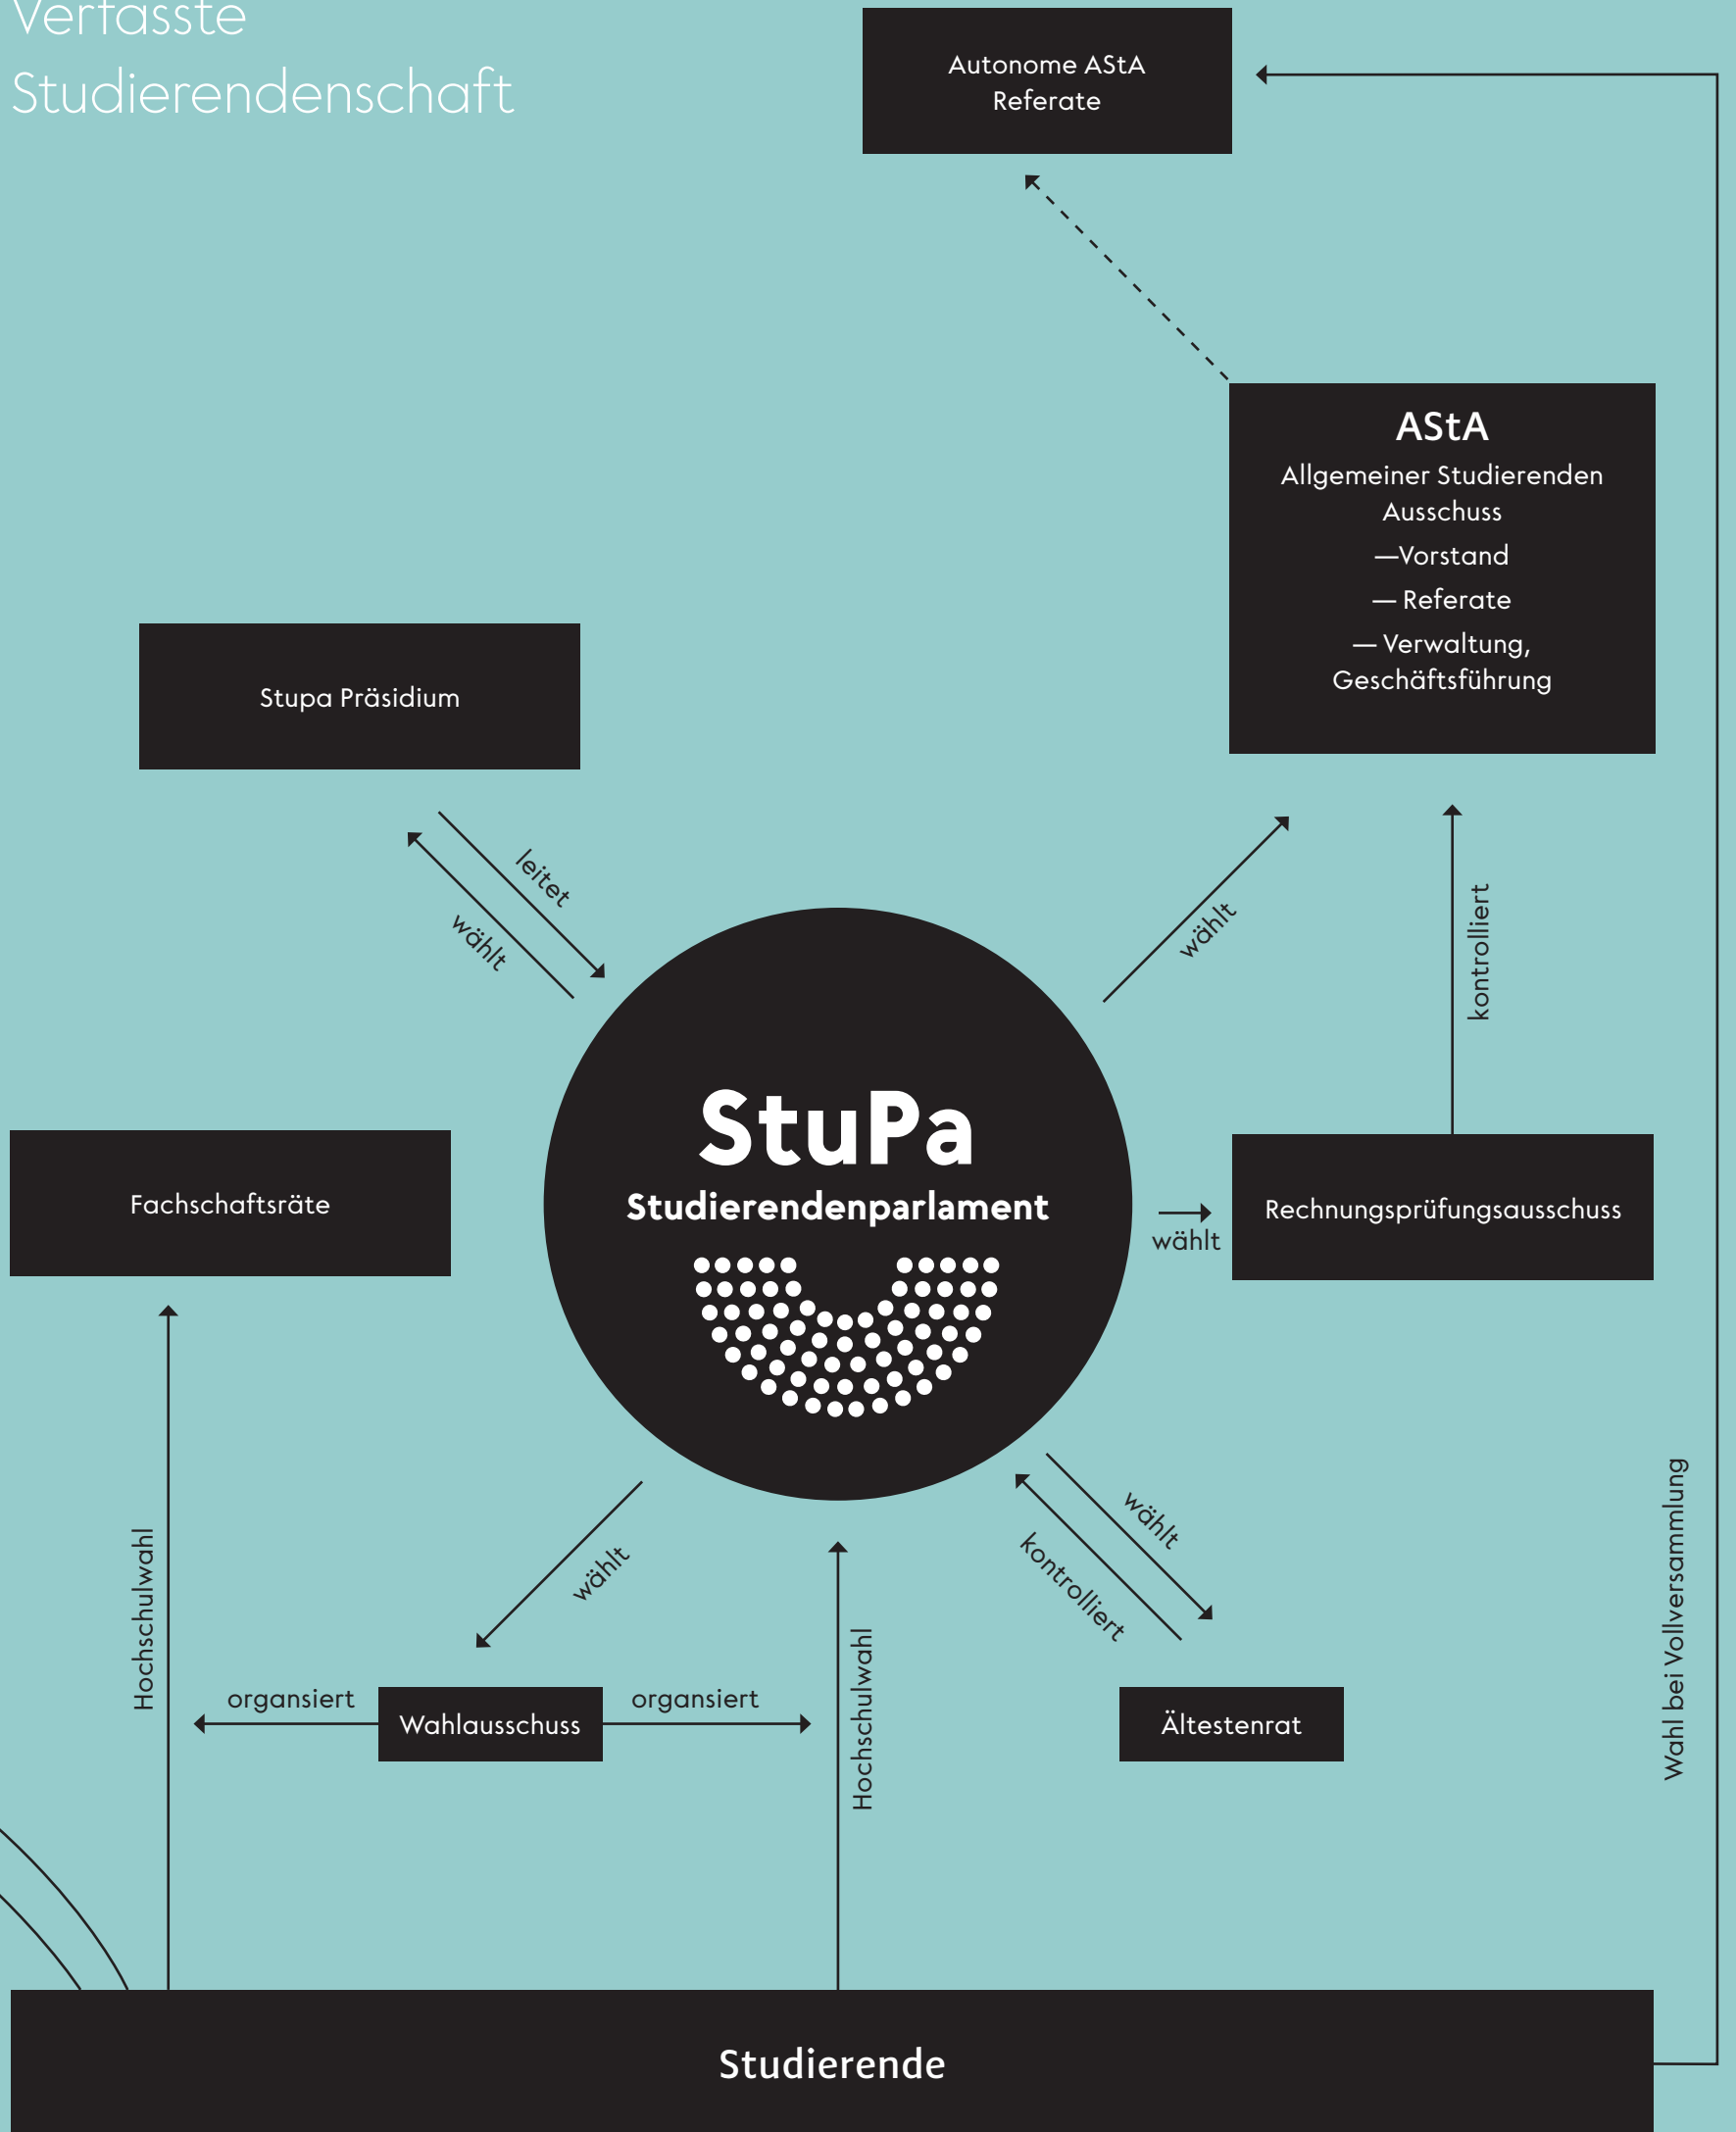 Verfasste
Studierendenschaft
Autonome AStA
Referate
AStA
Allgemeiner Studierenden
Ausschuss
—Vorstand
— Referate
— Verwaltung,
Geschäftsführung
Stupa Präsidium
leitet
wählt
wählt
kontrolliert
StuPa
Studierendenparlament
Fachschaftsräte
wählt
Rechnungsprüfungsausschuss
wählt
wählt
kontrolliert
Hochschulwahl
Hochschulwahl
Wahl bei Vollversammlung
organsiert
Wahlausschuss
organsiert
Ältestenrat
Studierende